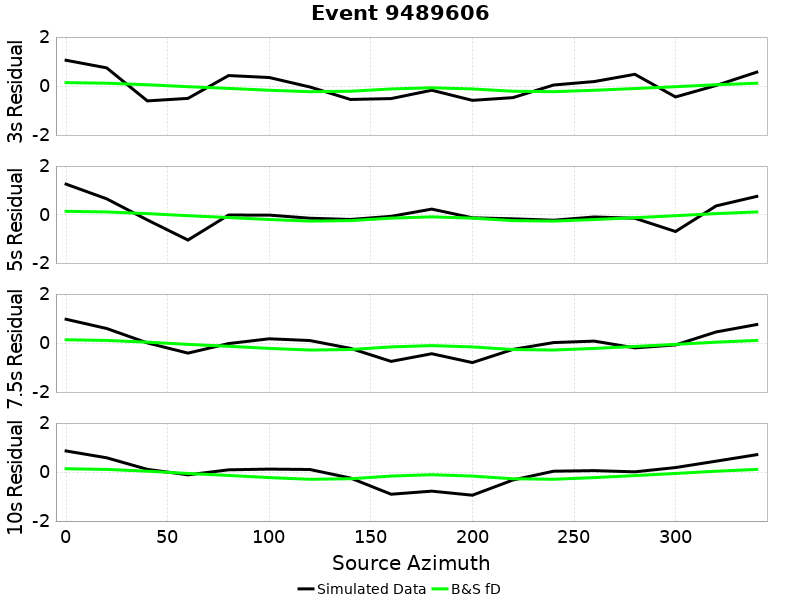 Event 9489606
3s Residual
2
0
-2
5s Residual
2
0
-2
7.5s Residual
2
0
-2
10s Residual
2
0
-2
0 50 100 150 200 250 300
Source Azimuth
Simulated Data B&S fD